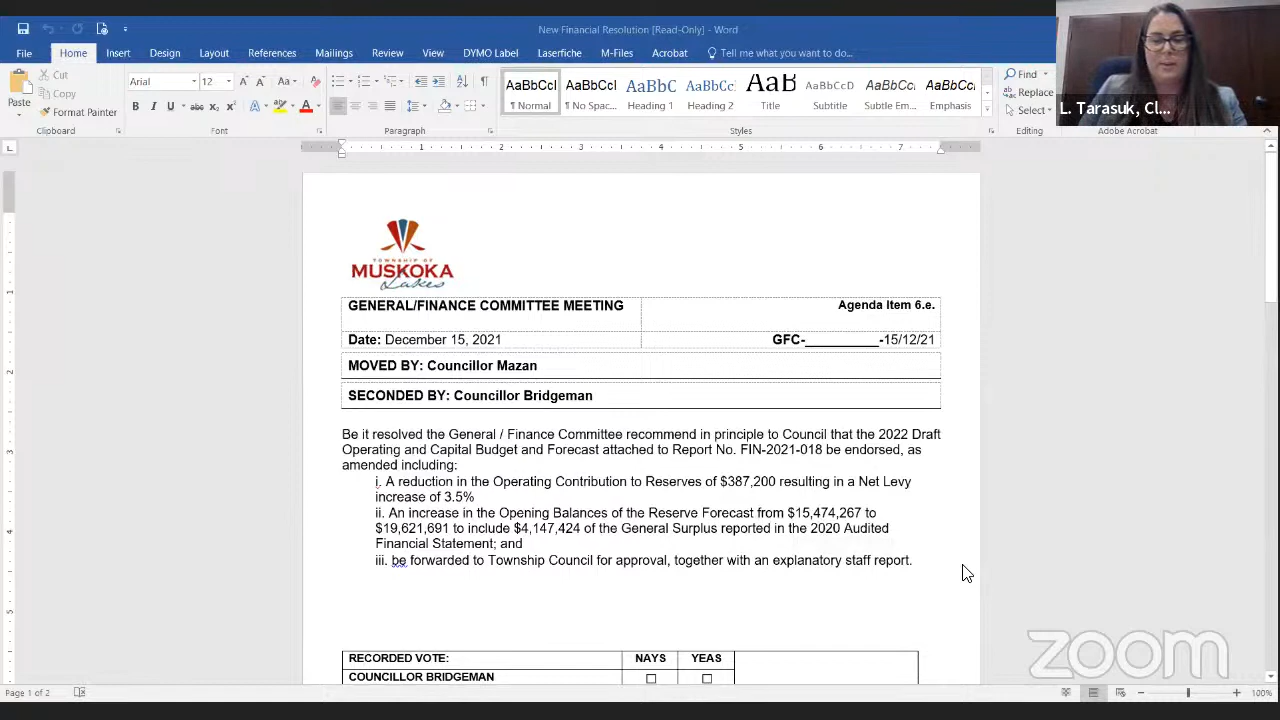 New Financial Resolution [Read-Only] - Word
File Home Insert Design Layout References Mailings Review View DYMO Label Laserfiche M-Files Acrobat Tell me what you want to do...
Paste
Cut
Copy
Format Painter
Clipboard
Arial 12
Font
Paragraph
AaBbCcI AaBbCcI AaBbC AaBbCc AaB AaBbCcD AaBbCcI AaBbCcI
¶ Normal ¶ No Spac... Heading 1 Heading 2 Title Subtitle Subtle Em... Emphasis
Styles
Find
Replace
Select
Editing
Adobe Acrobat
L. Tarasuk, Cl...
1 2 3 4 5 6 7
TOWNSHIP OF
MUSKOKA
Lakes
GENERAL/FINANCE COMMITTEE MEETING
Agenda Item 6.e.
Date: December 15, 2021
GFC-__________-15/12/21
MOVED BY: Councillor Mazan
SECONDED BY: Councillor Bridgeman
Be it resolved the General / Finance Committee recommend in principle to Council that the 2022 Draft
Operating and Capital Budget and Forecast attached to Report No. FIN-2021-018 be endorsed, as
amended including:
i. A reduction in the Operating Contribution to Reserves of $387,200 resulting in a Net Levy
increase of 3.5%
ii. An increase in the Opening Balances of the Reserve Forecast from $15,474,267 to
$19,621,691 to include $4,147,424 of the General Surplus reported in the 2020 Audited
Financial Statement; and
iii. be forwarded to Township Council for approval, together with an explanatory staff report.
RECORDED VOTE: NAYS YEAS
COUNCILLOR BRIDGEMAN
zoom
Page 1 of 2
100%